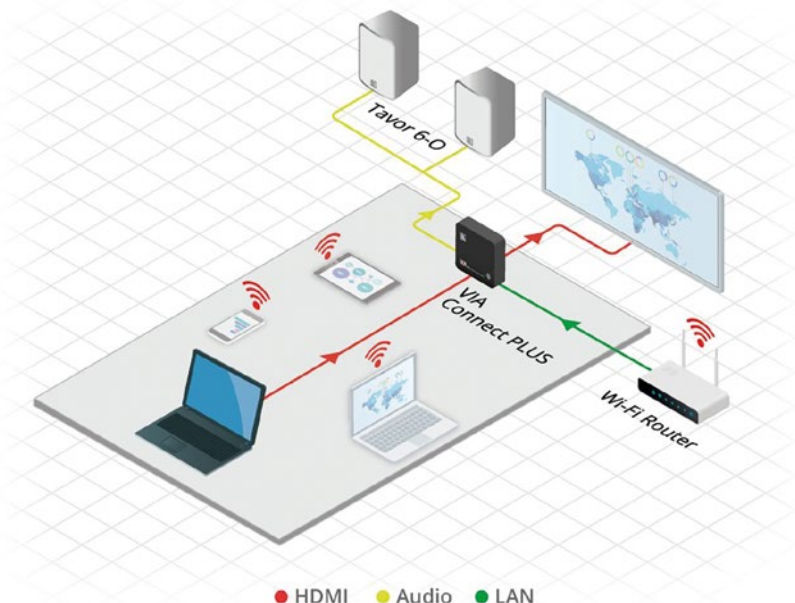 Tavor 6-O
VIA
Connect PLUS
Wi-Fi Router
HDMI
Audio
LAN